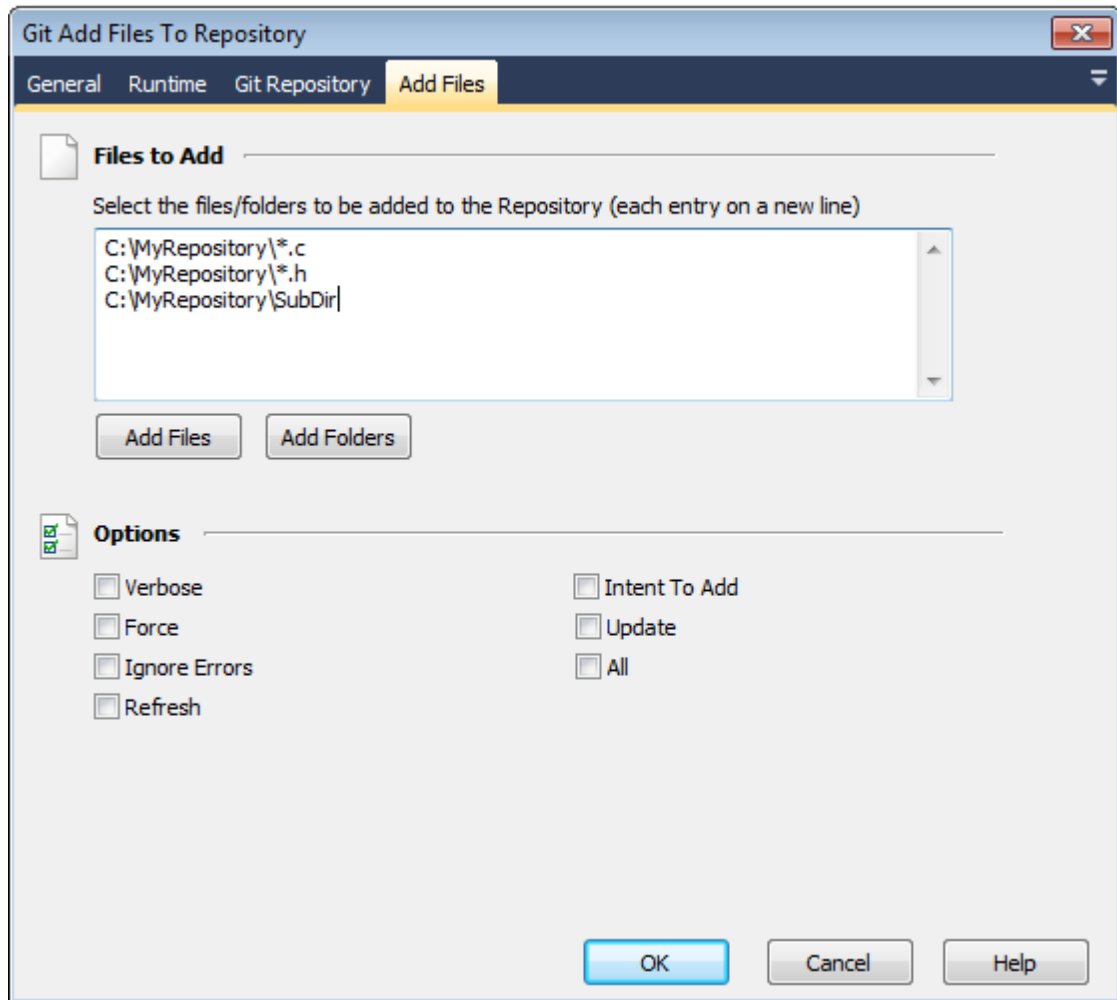 Git Add Files To Repository
General Runtime Git Repository Add Files
Files to Add
Select the files/folders to be added to the Repository (each entry on a new line)
C:\MyRepository\*.c
C:\MyRepository\*.h
C:\MyRepository\SubDir
Add Files Add Folders
Options
Verbose Intent To Add
Force Update
Ignore Errors All
Refresh
OK Cancel Help